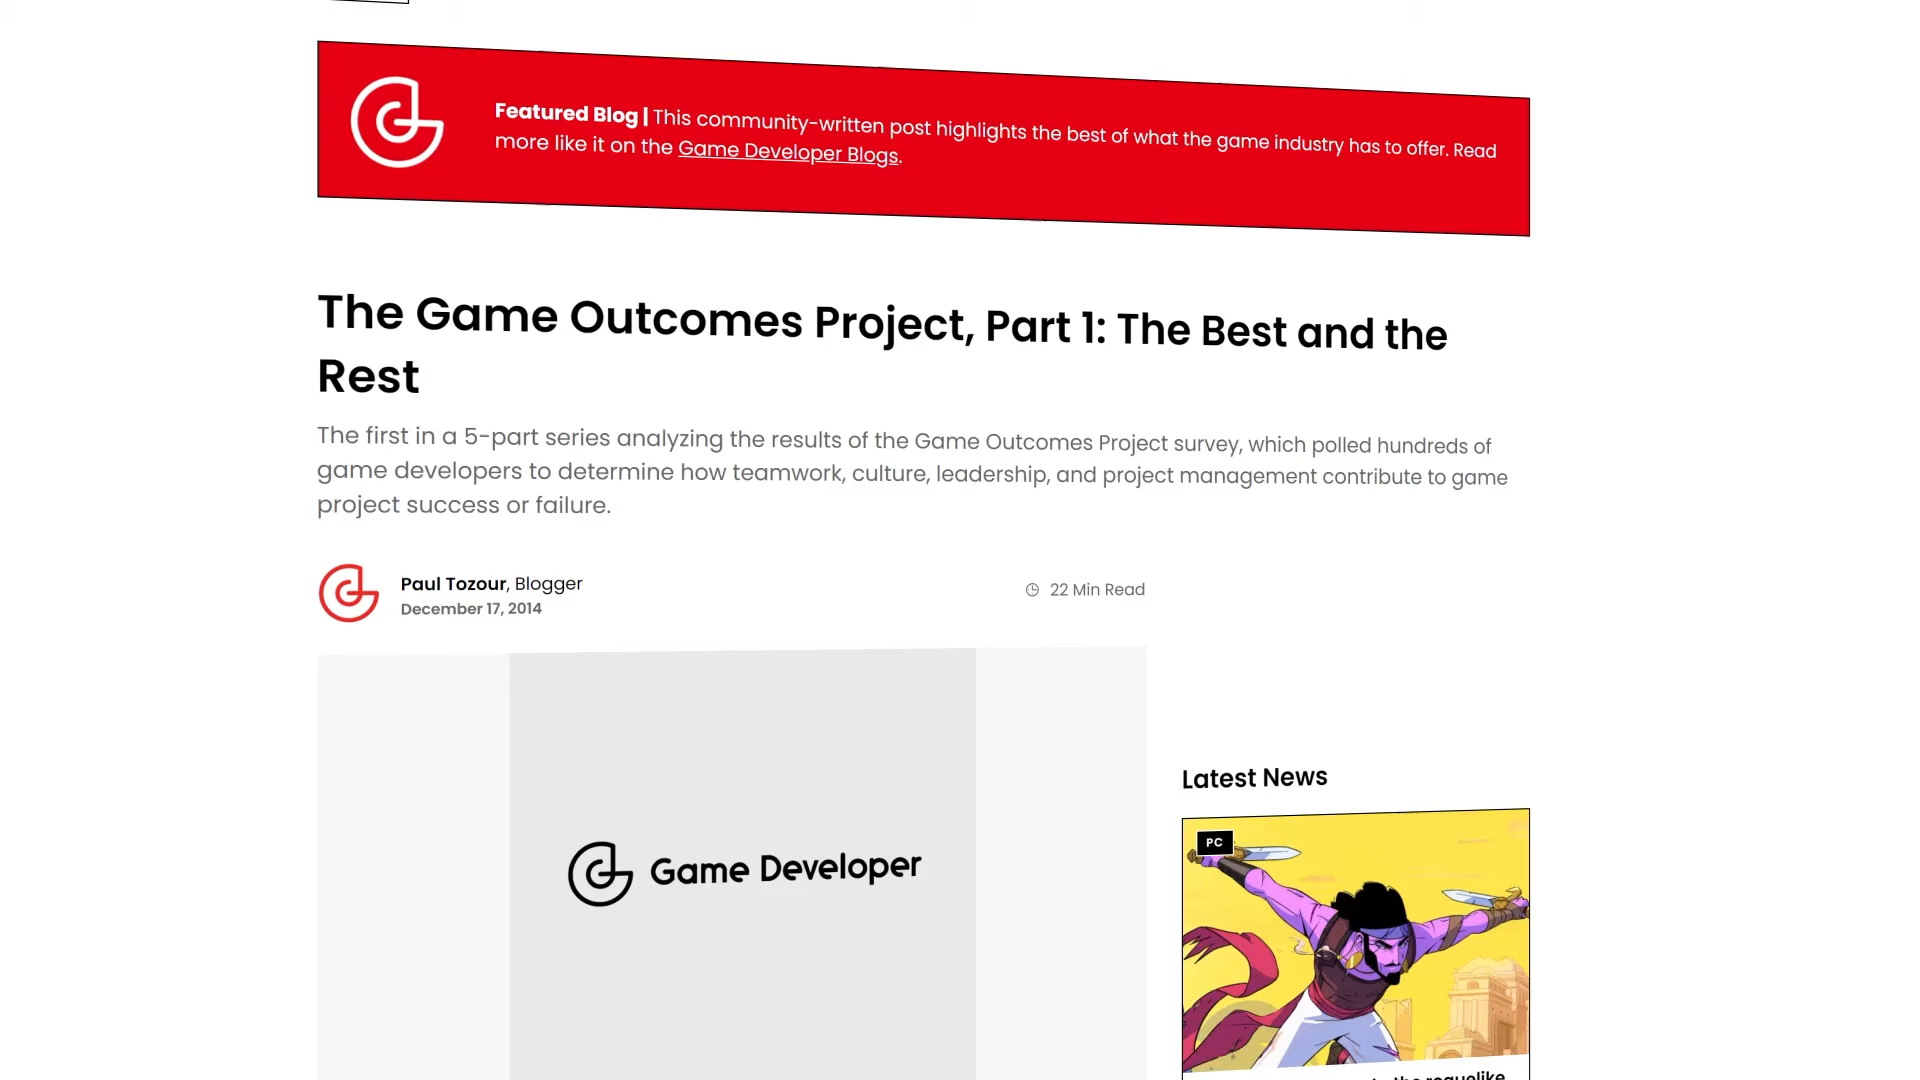 Featured Blog | This community-written post highlights the best of what the game industry has to offer. Read
more like it on the Game Developer Blogs.
The Game Outcomes Project, Part 1: The Best and the
Rest
The first in a 5-part series analyzing the results of the Game Outcomes Project survey, which polled hundreds of
game developers to determine how teamwork, culture, leadership, and project management contribute to game
project success or failure.
Paul Tozour, Blogger
December 17, 2014
22 Min Read
Game Developer
Latest News
PC
the roguelike